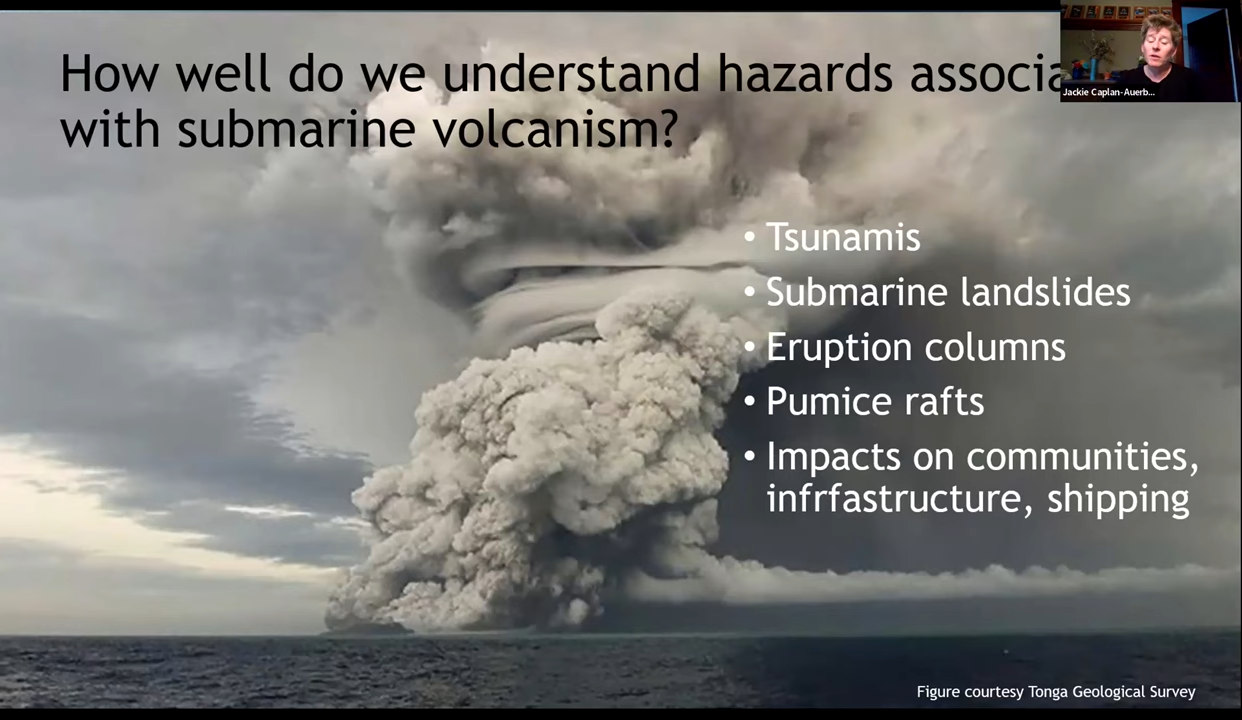 How well do we understand hazards associa
with submarine volcanism?
Jackie Caplan-Auerb...
• Tsunamis
• Submarine landslides
• Eruption columns
• Pumice rafts
• Impacts on communities,
infrfastructure, shipping
Figure courtesy Tonga Geological Survey